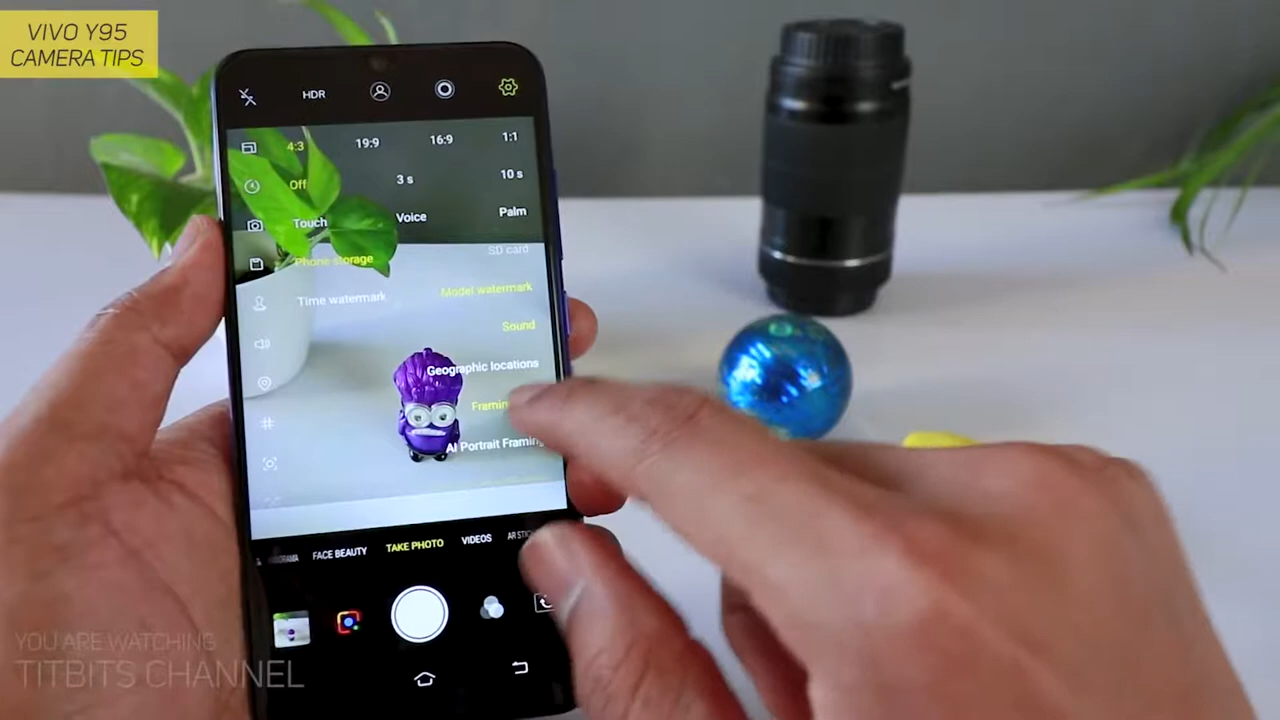 VIVO Y95
CAMERA TIPS
HDR
4:3 19:9 16:9 1:1
Off 3 s 10 s
Touch Voice Palm
SD card
Phone storage
Time watermark Model watermark
Sound
Geographic locations
AI Portrait Framing
FACE BEAUTY TAKE PHOTO VIDEOS AR
YOU ARE WATCHING
TITBITS CHANNEL